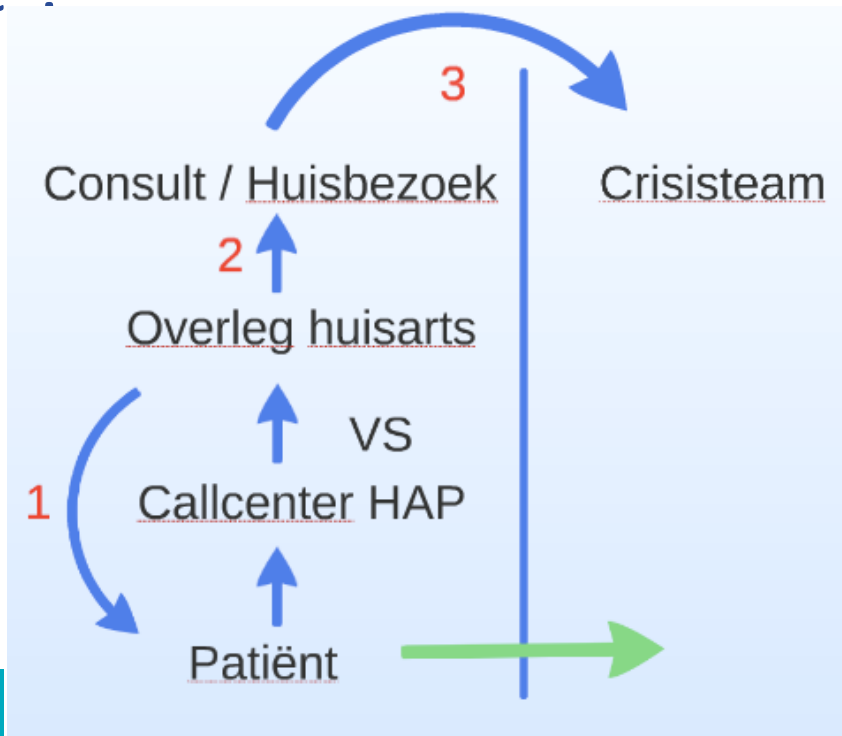 3
Consult / Huisbezoek
Crisisteam
2
Overleg huisarts
VS
1
Callcenter HAP
Patiënt